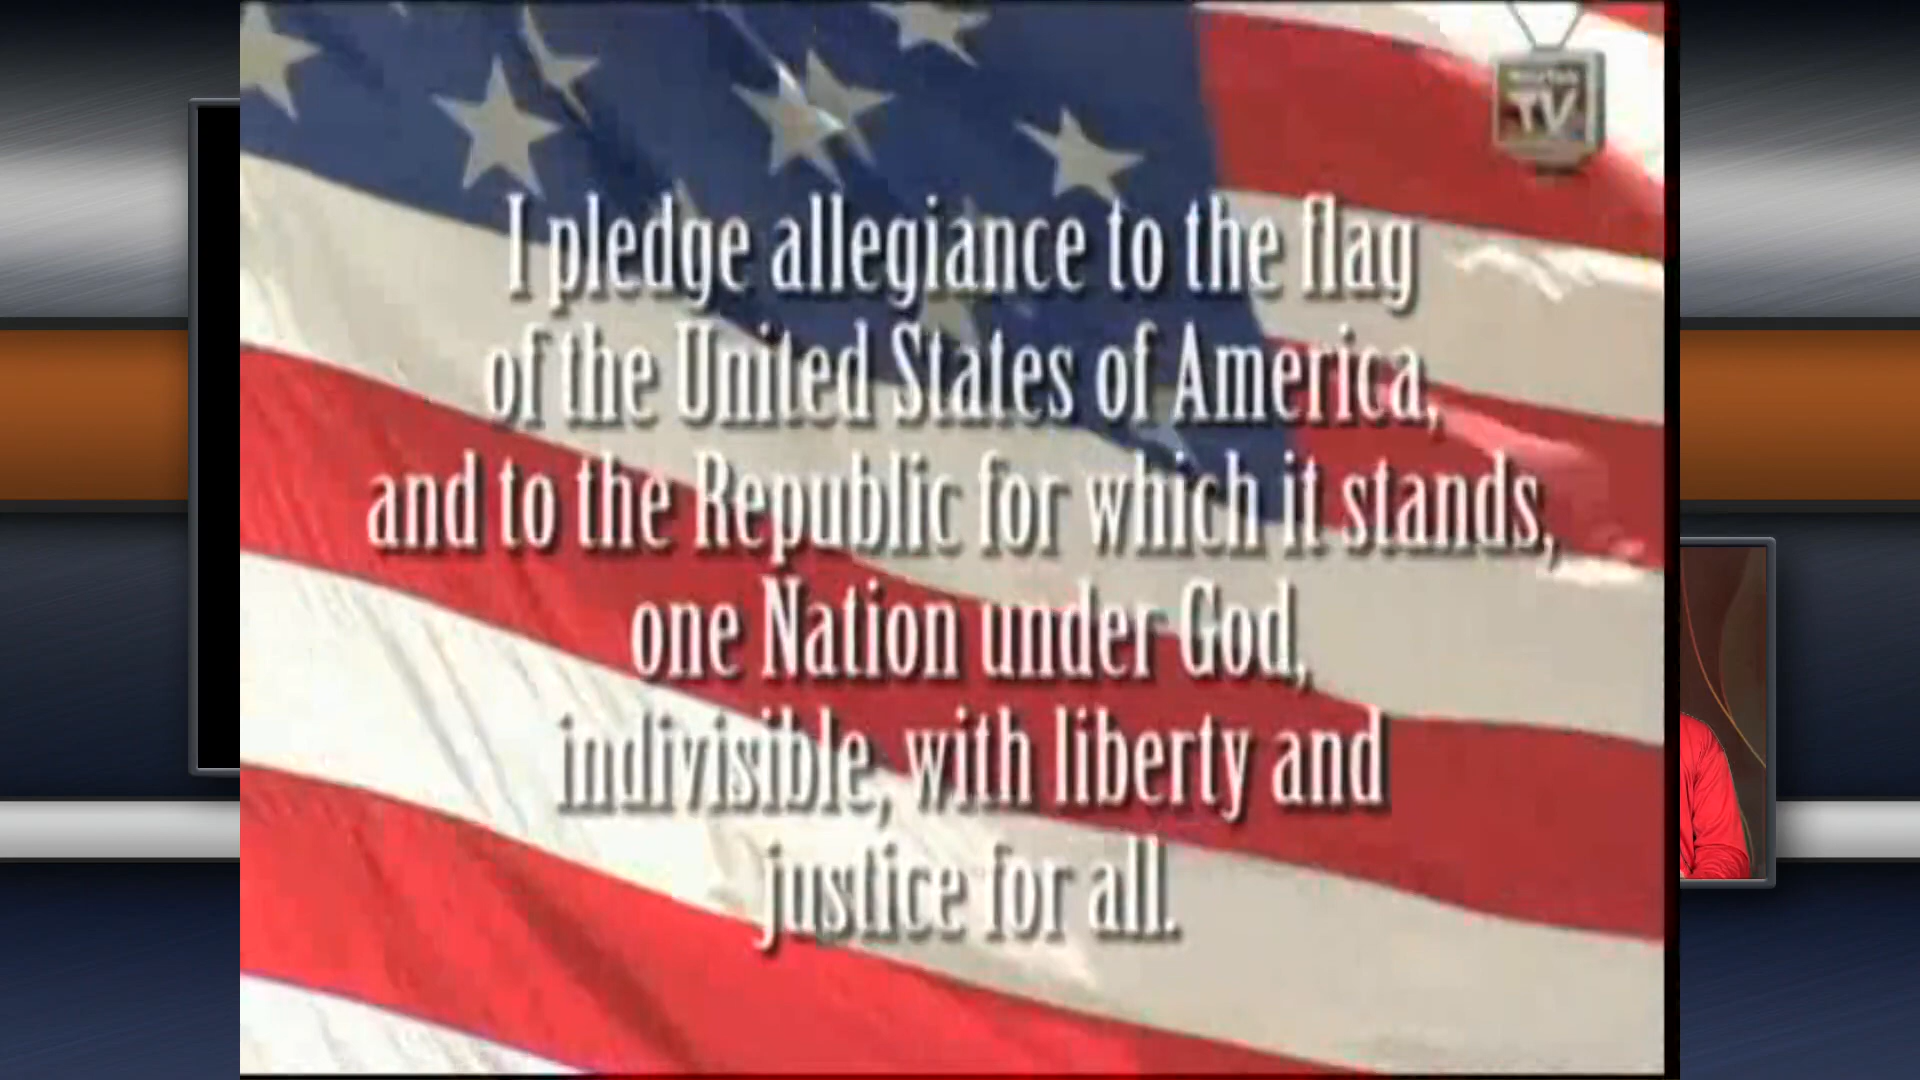 TV
I pledge allegiance to the flag
of the United States of America,
and to the Republic for which it stands,
one Nation under God,
indivisible, with liberty and
justice for all.